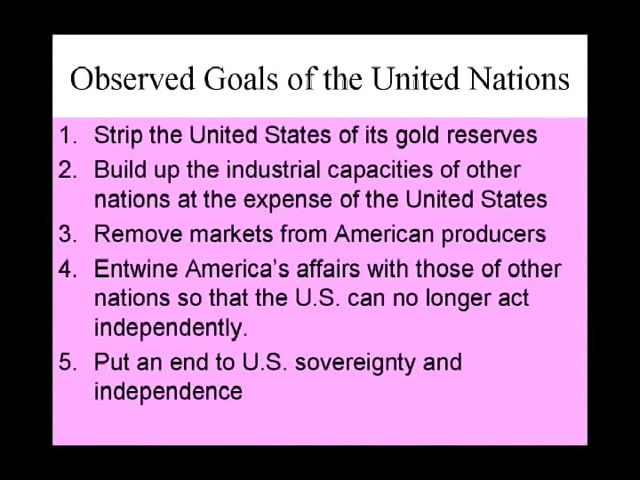 Observed Goals of the United Nations
1. Strip the United States of its gold reserves
2. Build up the industrial capacities of other
nations at the expense of the United States
3. Remove markets from American producers
4. Entwine America's affairs with those of other
nations so that the U.S. can no longer act
independently.
5. Put an end to U.S. sovereignty and
independence